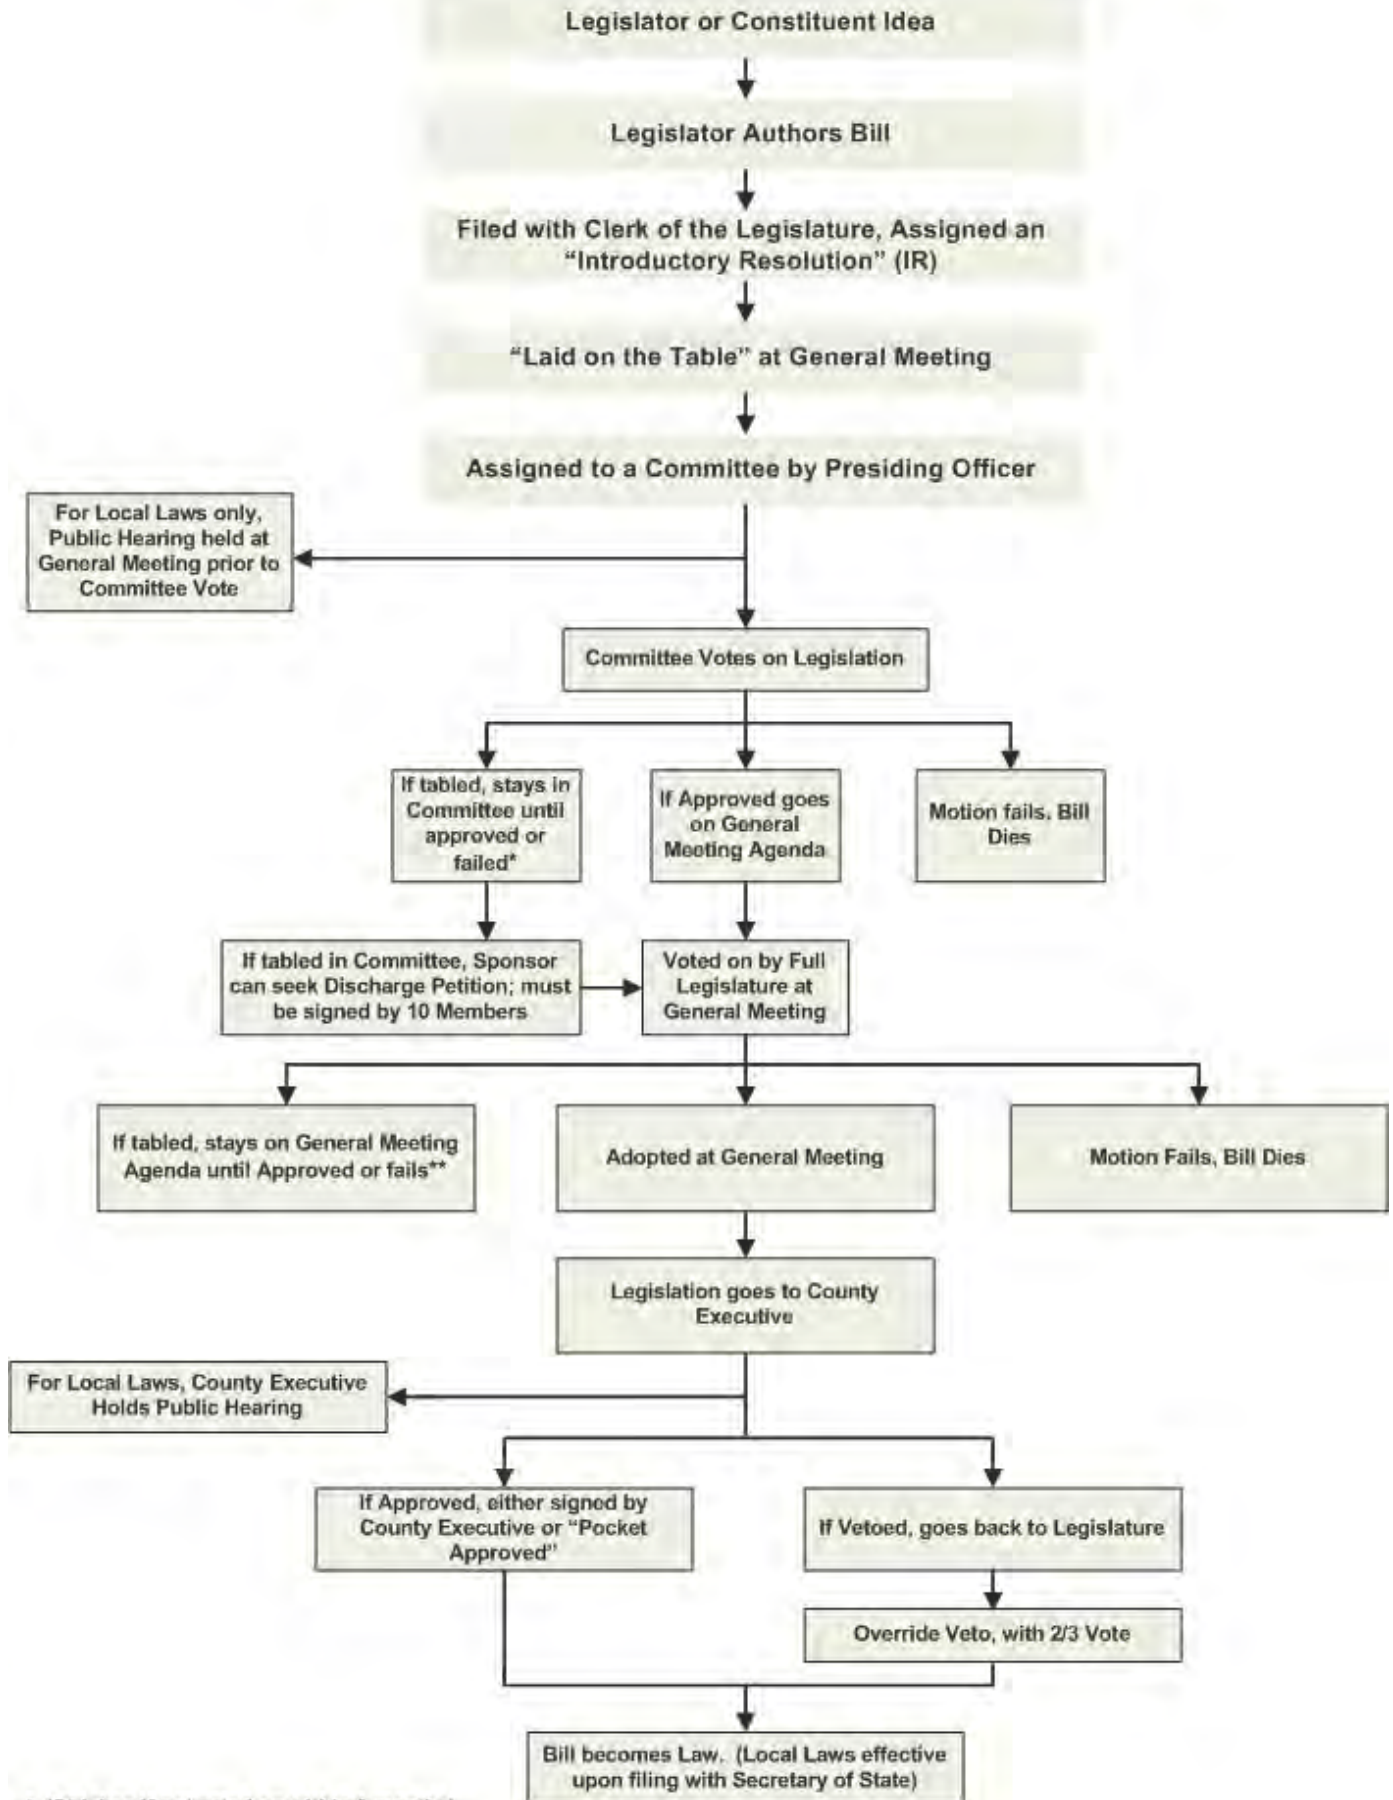 Legislator or Constituent Idea
Legislator Authors Bill
Filed with Clerk of the Legislature, Assigned an
“Introductory Resolution” (IR)
“Laid on the Table” at General Meeting
Assigned to a Committee by Presiding Officer
For Local Laws only,
Public Hearing held at
General Meeting prior to
Committee Vote
Committee Votes on Legislation
If tabled, stays in
Committee until
approved or
failed*
If Approved goes
on General
Meeting Agenda
Motion fails, Bill
Dies
If tabled in Committee, Sponsor
can seek Discharge Petition; must
be signed by 10 Members
Voted on by Full
Legislature at
General Meeting
If tabled, stays on General Meeting
Agenda until Approved or fails**
Adopted at General Meeting
Motion Fails, Bill Dies
Legislation goes to County
Executive
For Local Laws, County Executive
Holds Public Hearing
If Approved, either signed by
County Executive or “Pocket
Approved”
If Vetoed, goes back to Legislature
Override Veto, with 2/3 Vote
Bill becomes Law. (Local Laws effective
upon filing with Secretary of State)